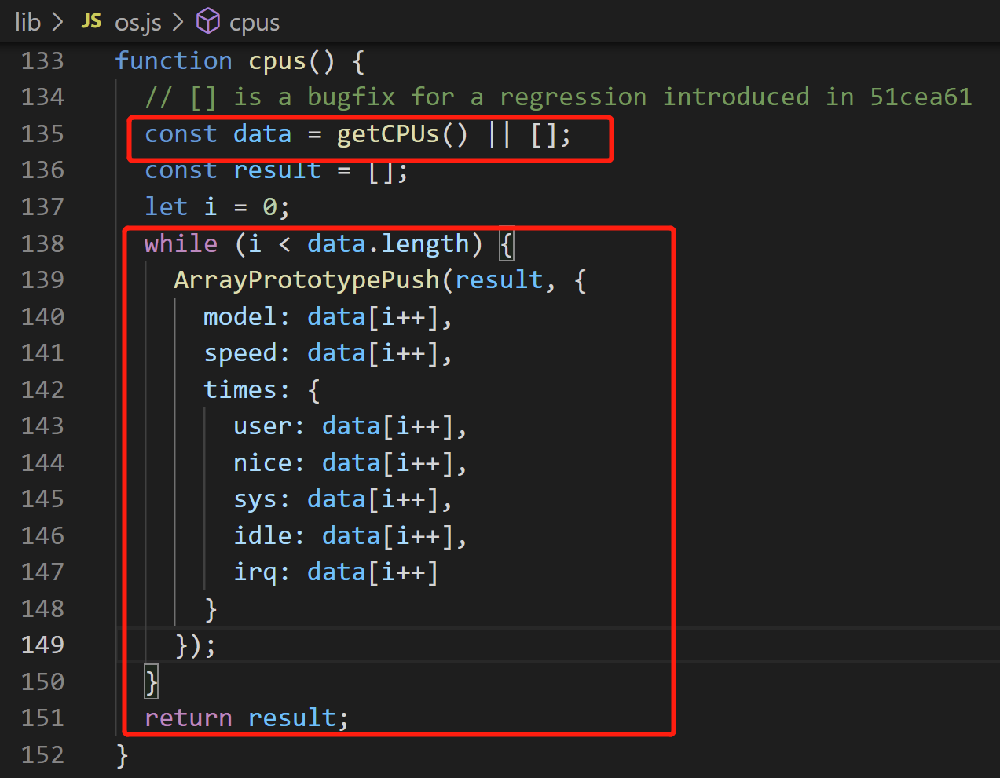 lib > JS os.js > cpus
133 function cpus() {
134 // [] is a bugfix for a regression introduced in 51cea61
135 const data = getCPUs() || [];
136 const result = [];
137 let i = 0;
138 while (i < data.length) {
139 ArrayPrototypePush(result, {
140 model: data[i++],
141 speed: data[i++],
142 times: {
143 user: data[i++],
144 nice: data[i++],
145 sys: data[i++],
146 idle: data[i++],
147 irq: data[i++]
148 }
149 });
150 }
151 return result;
152 }